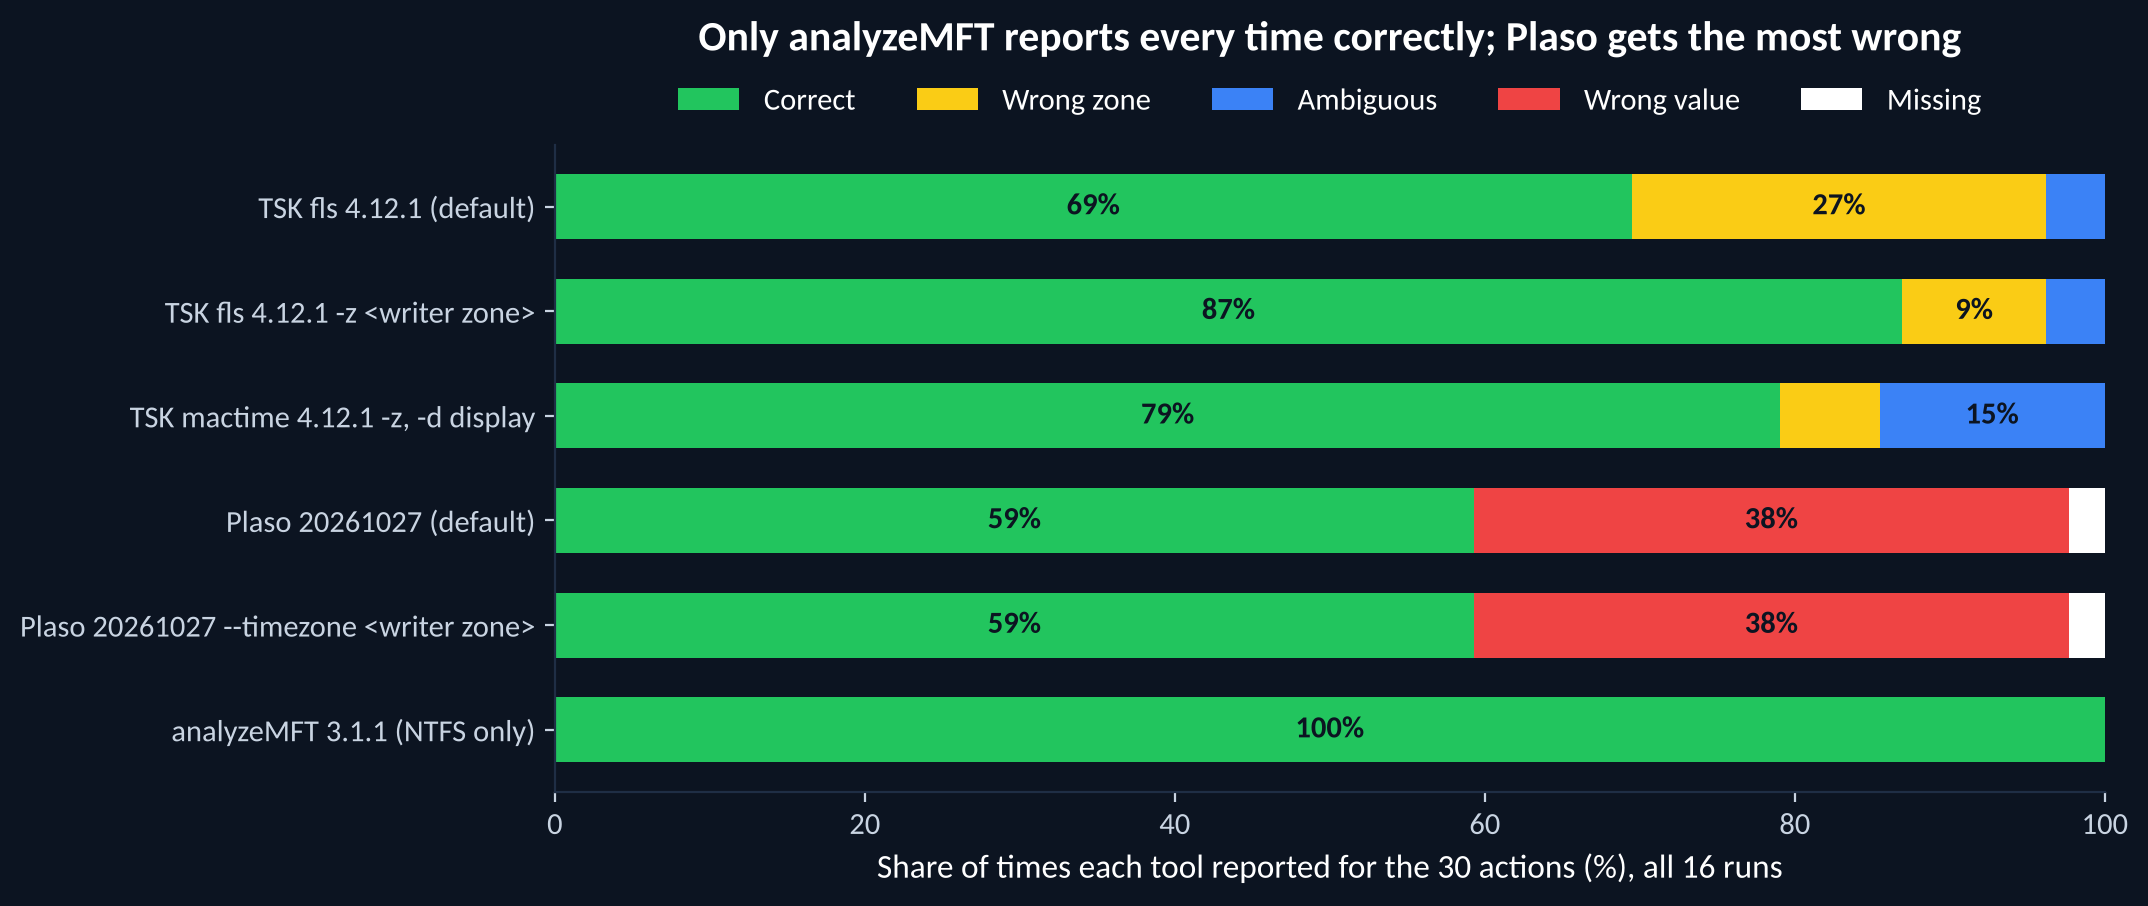 Only analyzeMFT reports every time correctly; Plaso gets the most wrong
Correct Wrong zone Ambiguous Wrong value Missing
TSK fls 4.12.1 (default) 69% 27%
TSK fls 4.12.1 -z <writer zone> 87% 9%
TSK mactime 4.12.1 -z, -d display 79% 15%
Plaso 20261027 (default) 59% 38%
Plaso 20261027 --timezone <writer zone> 59% 38%
analyzeMFT 3.1.1 (NTFS only) 100%
0 20 40 60 80 100
Share of times each tool reported for the 30 actions (%), all 16 runs